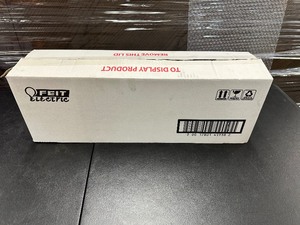 REMOVE THIS LID
TO DISPLAY PRODUCT
FEIT
Electric